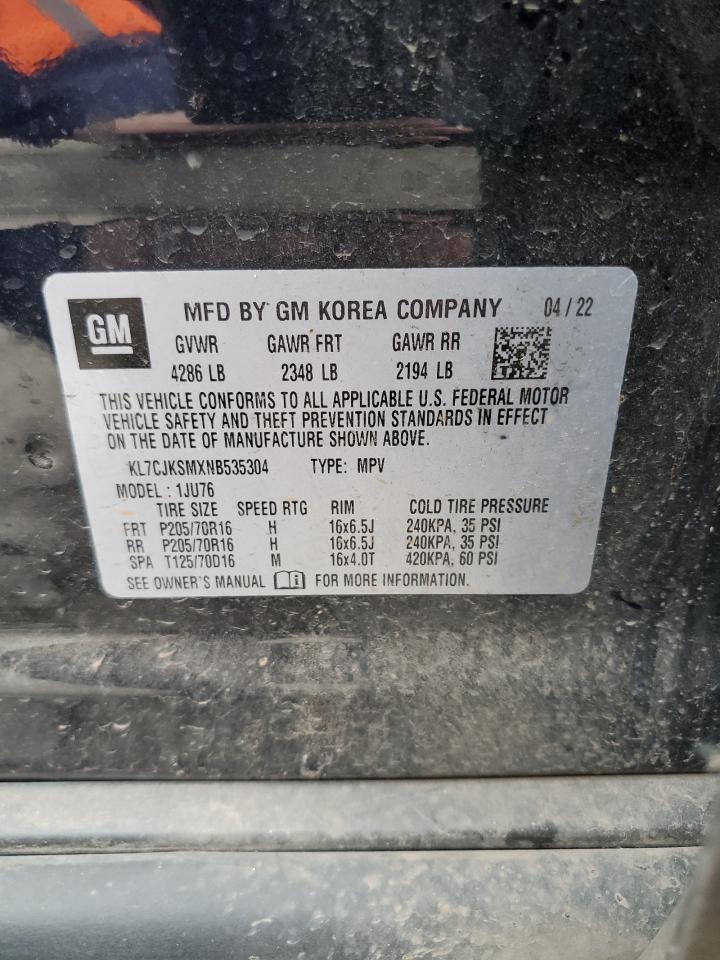 GM MFD BY GM KOREA COMPANY 04 / 22
GVWR GAWR FRT GAWR RR
4286 LB 2348 LB 2194 LB
THIS VEHICLE CONFORMS TO ALL APPLICABLE U.S. FEDERAL MOTOR
VEHICLE SAFETY AND THEFT PREVENTION STANDARDS IN EFFECT
ON THE DATE OF MANUFACTURE SHOWN ABOVE.
KL7CJKSMXNB535304 TYPE: MPV
MODEL : 1JU76
TIRE SIZE SPEED RTG RIM COLD TIRE PRESSURE
FRT P205/70R16 H 16x6.5J 240KPA, 35 PSI
RR P205/70R16 H 16x6.5J 240KPA, 35 PSI
SPA T125/70D16 M 16x4.0T 420KPA, 60 PSI
SEE OWNER'S MANUAL FOR MORE INFORMATION.